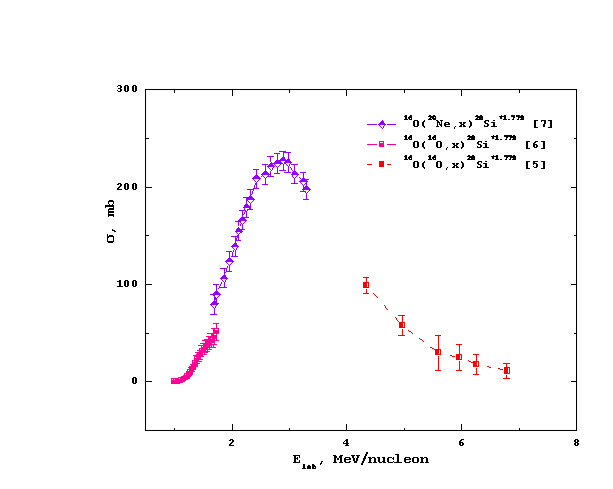 300
200
100
0
σ, mb
¹⁶O(²⁰Ne,x)²⁸Si*¹·⁷⁷⁹ [7]
¹⁶O(¹⁶O,x)²⁸Si*¹·⁷⁷⁹ [6]
¹⁶O(¹⁶O,x)²⁸Si*¹·⁷⁷⁹ [5]
2 4 6 8
E_lab, MeV/nucleon